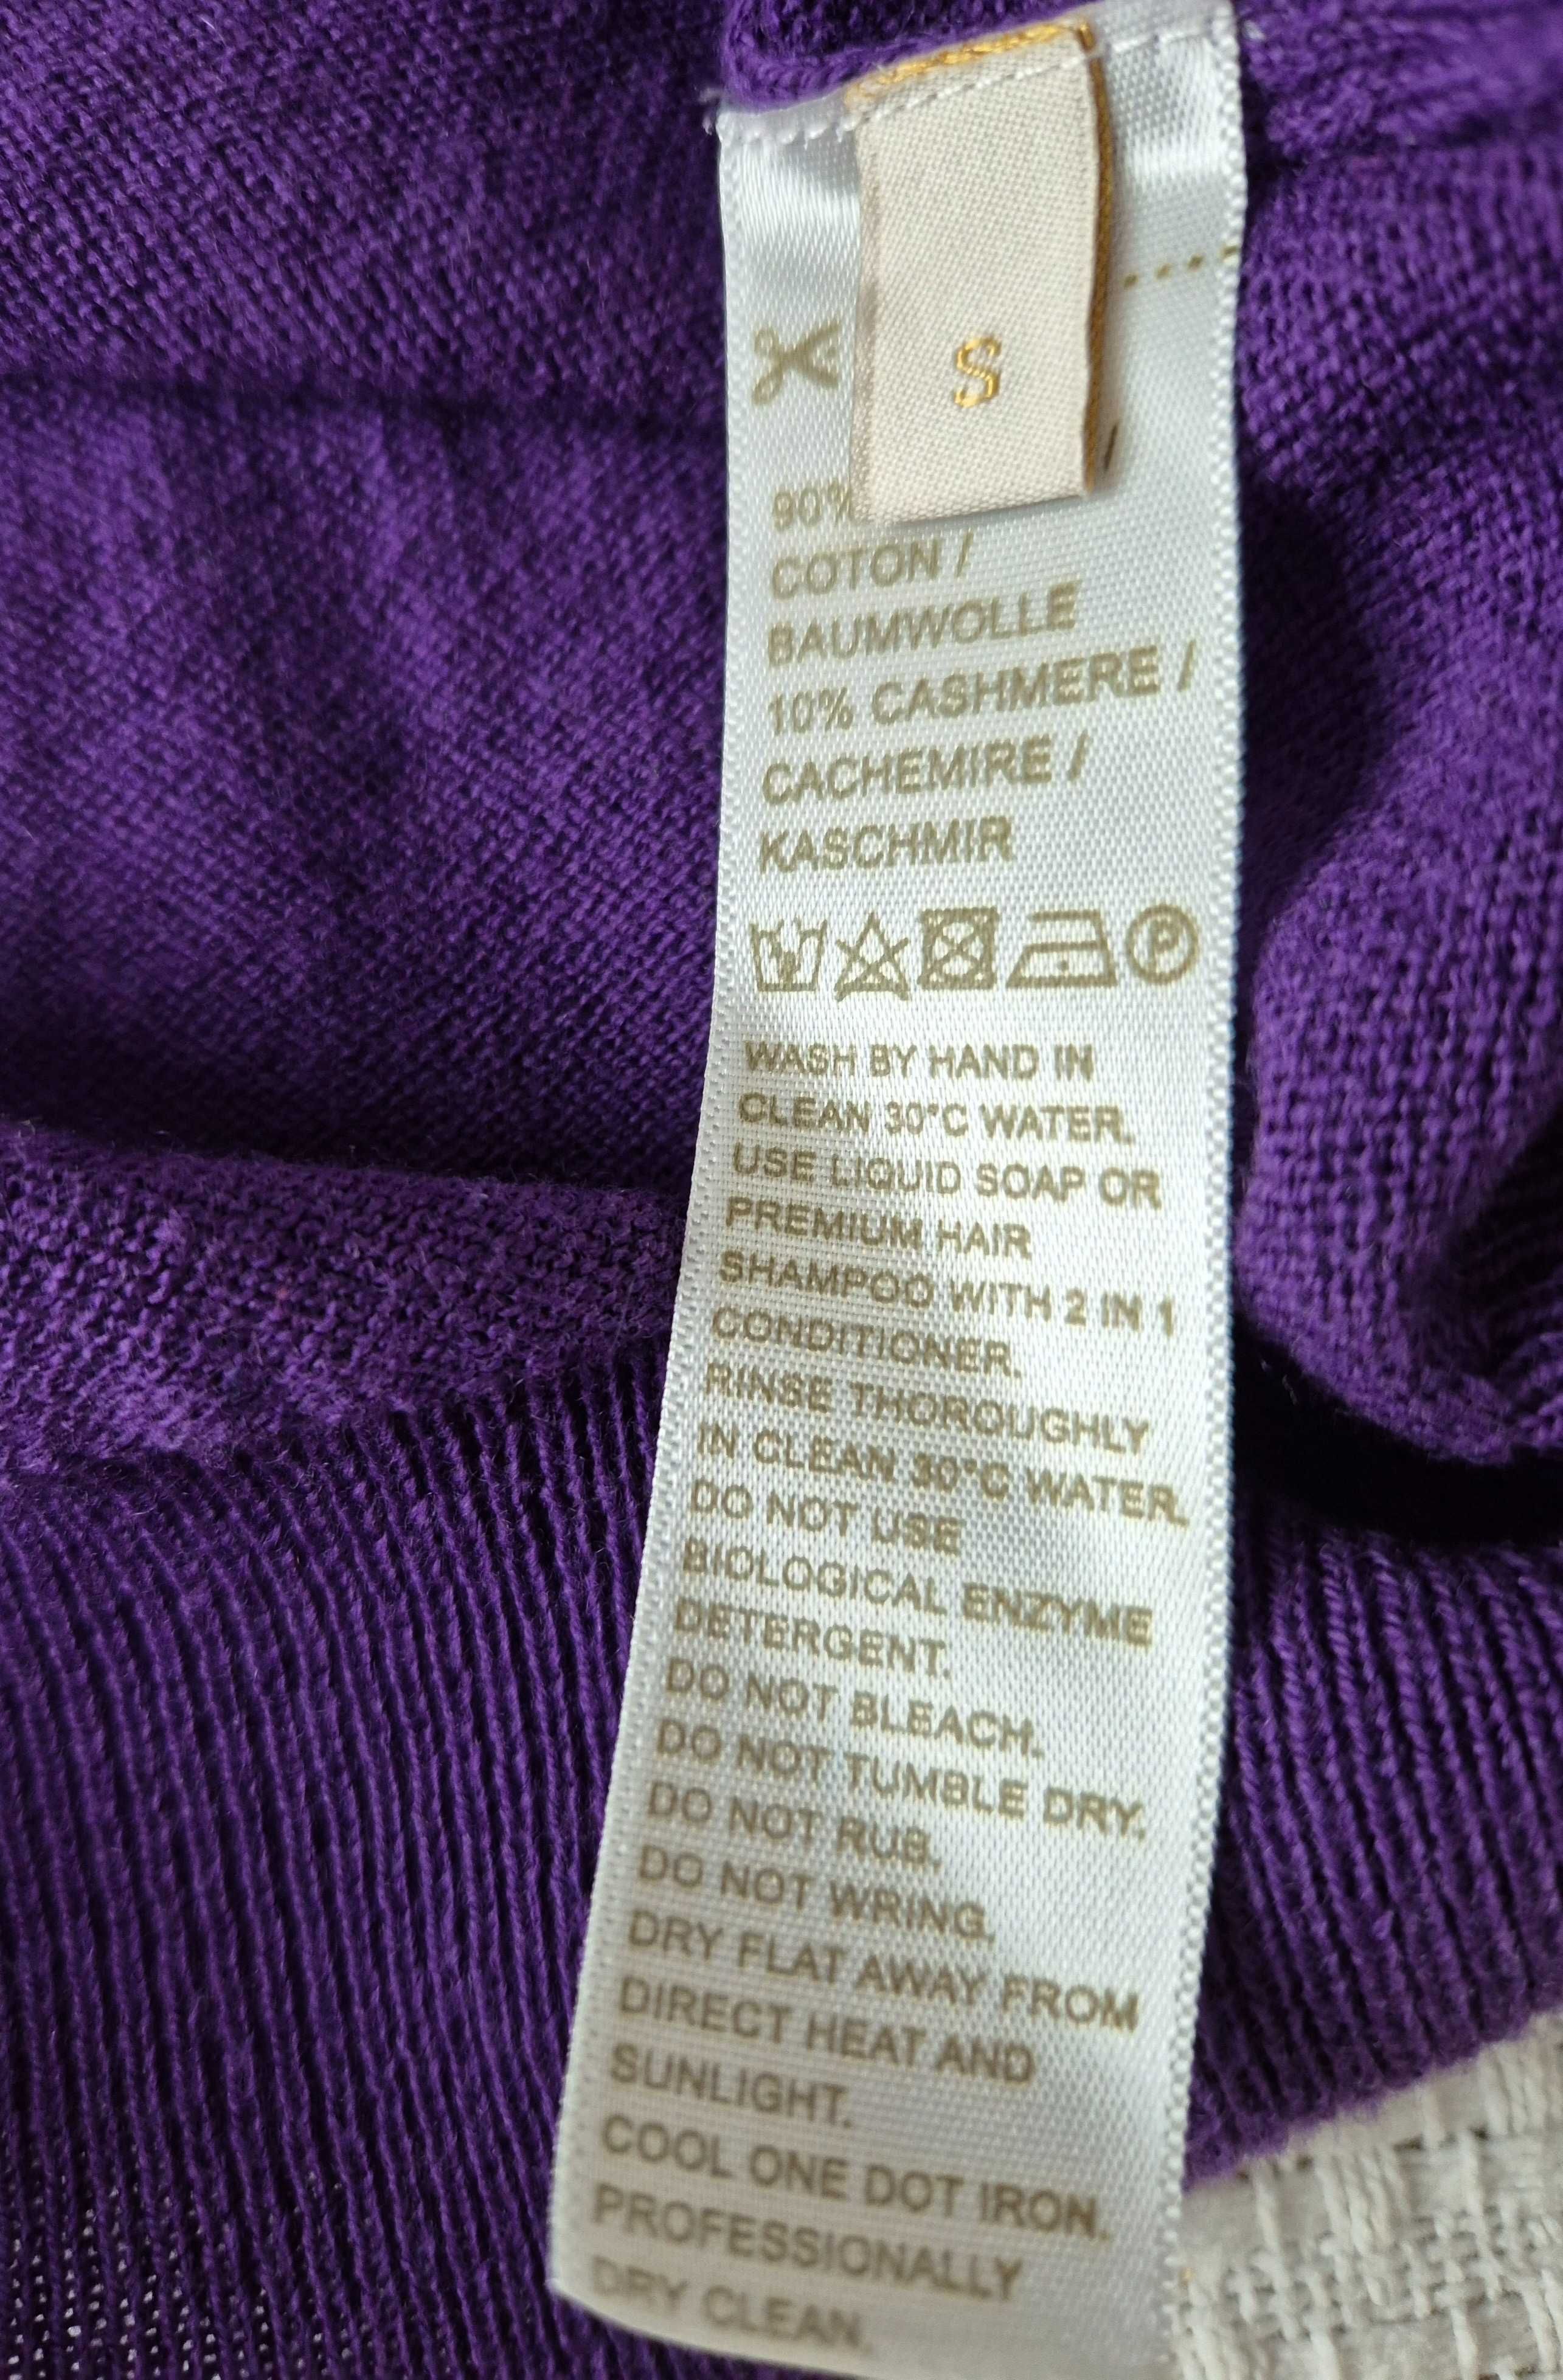 S
90%
COTON /
BAUMWOLLE
10% CASHMERE /
CACHEMIRE /
KASCHMIR
P
WASH BY HAND IN
CLEAN 30°C WATER.
USE LIQUID SOAP OR
PREMIUM HAIR
SHAMPOO WITH 2 IN 1
CONDITIONER.
RINSE THOROUGHLY
IN CLEAN 30°C WATER.
DO NOT USE
BIOLOGICAL ENZYME
DETERGENT.
DO NOT BLEACH.
DO NOT TUMBLE DRY.
DO NOT RUB.
DO NOT WRING.
DRY FLAT AWAY FROM
DIRECT HEAT AND
SUNLIGHT.
COOL ONE DOT IRON.
PROFESSIONALLY
DRY CLEAN.